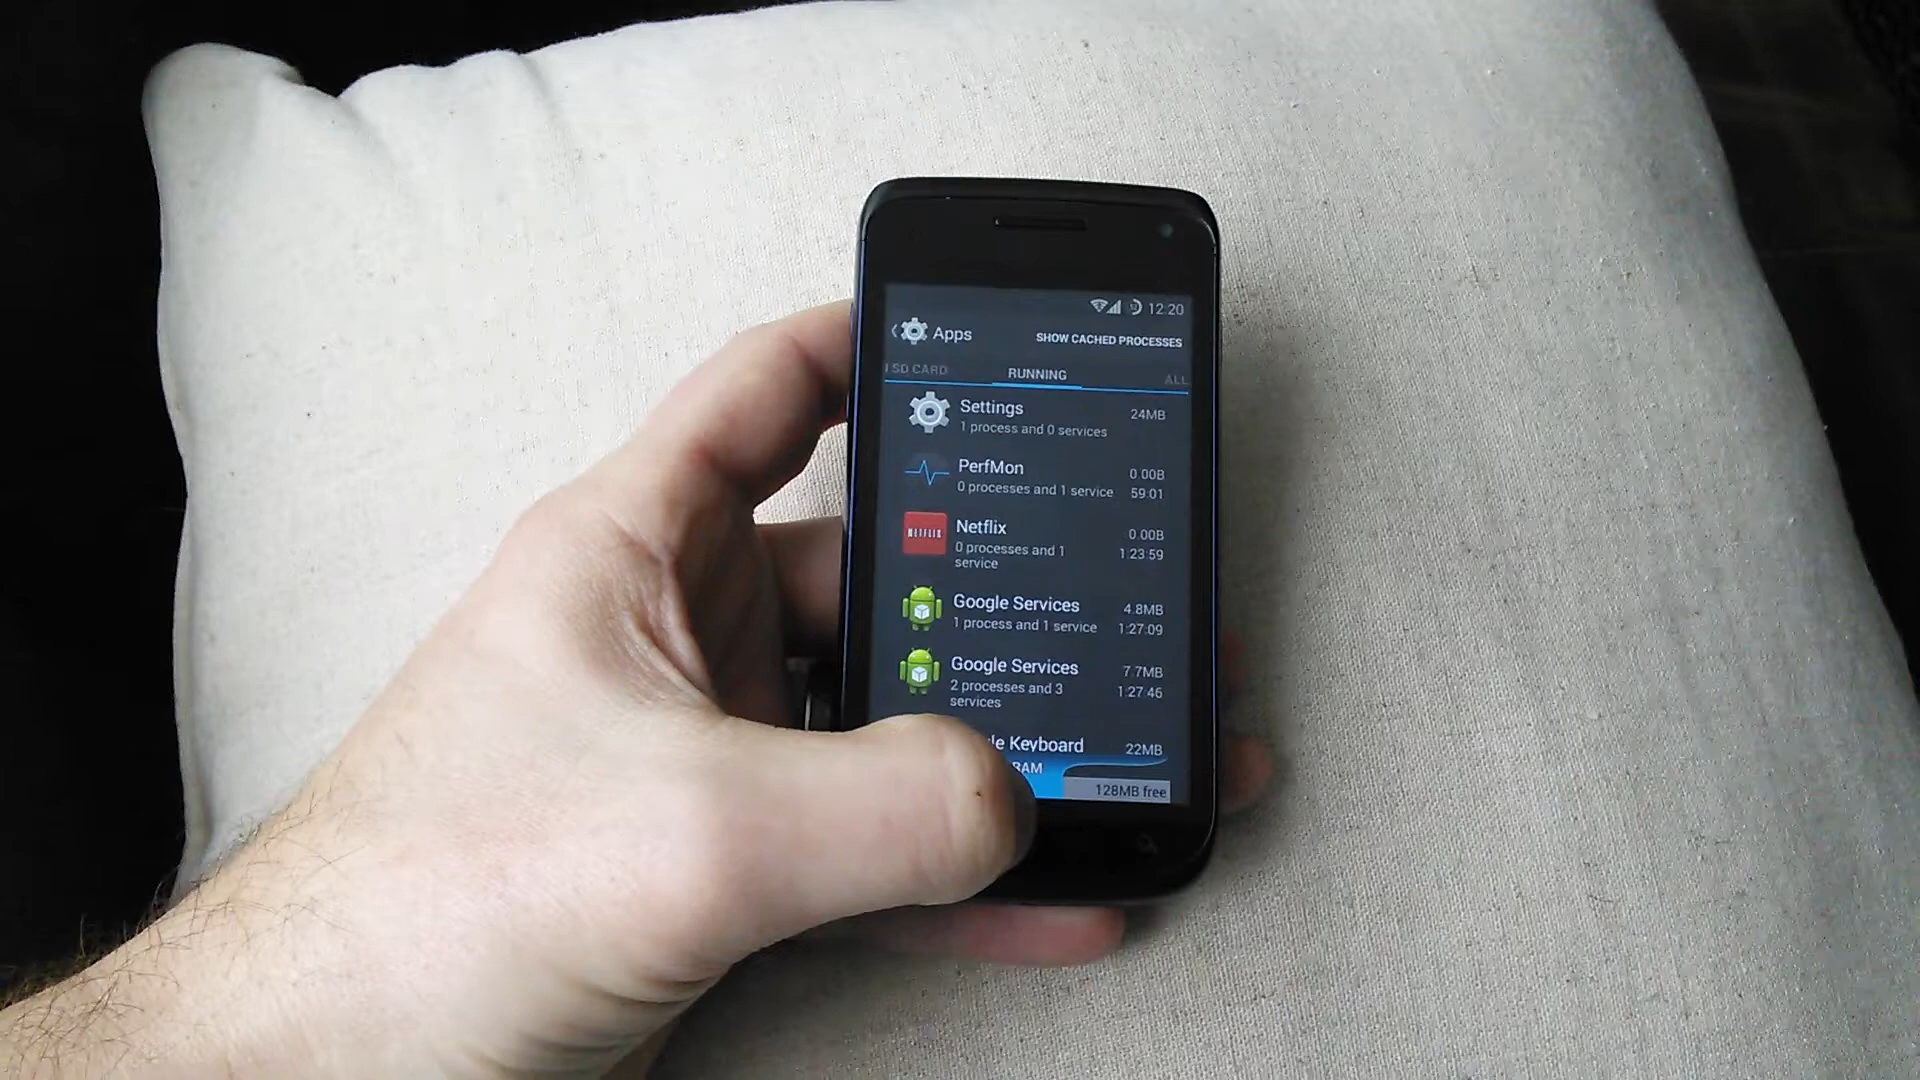 12:20
Apps
SHOW CACHED PROCESSES
SD CARD
RUNNING
ALL
Settings
24MB
1 process and 0 services
PerfMon
0.00B
0 processes and 1 service
59:01
NETFLIX
Netflix
0.00B
0 processes and 1
service
1:23:59
Google Services
4.8MB
1 process and 1 service
1:27:09
Google Services
7.7MB
2 processes and 3
services
1:27:46
le Keyboard
22MB
RAM
128MB free